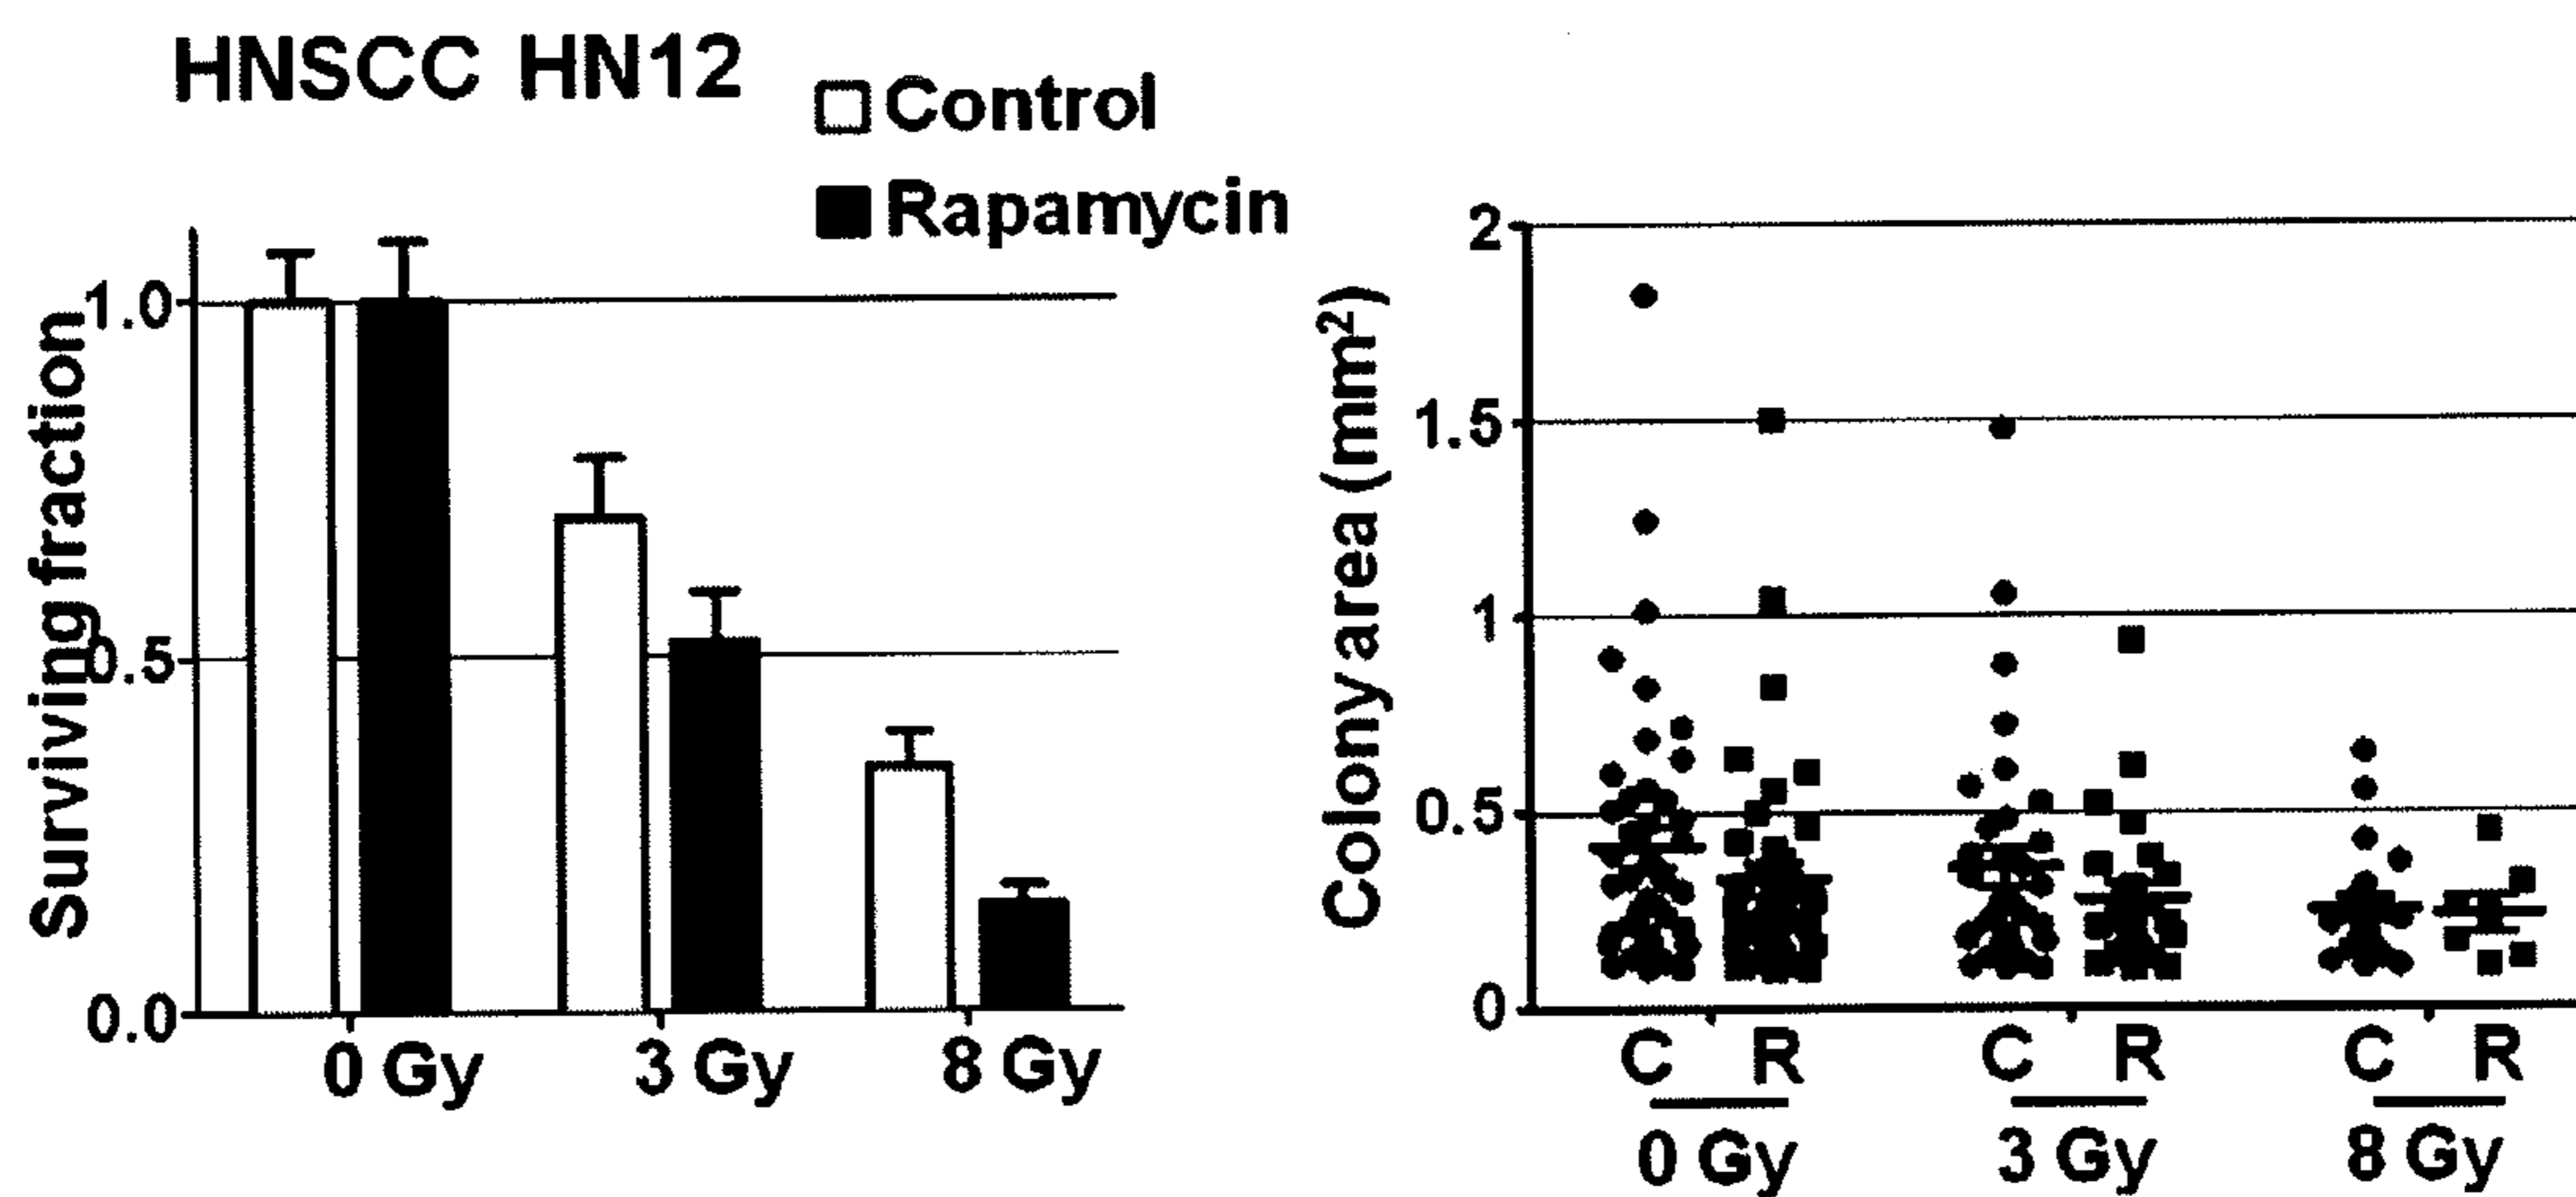 HNSCC HN12
Control
Rapamycin
Surviving fraction
1.0
0.5
0.0
0 Gy
3 Gy
8 Gy
Colony area (mm²)
2
1.5
1
0.5
0
C R C R C R
0 Gy 3 Gy 8 Gy